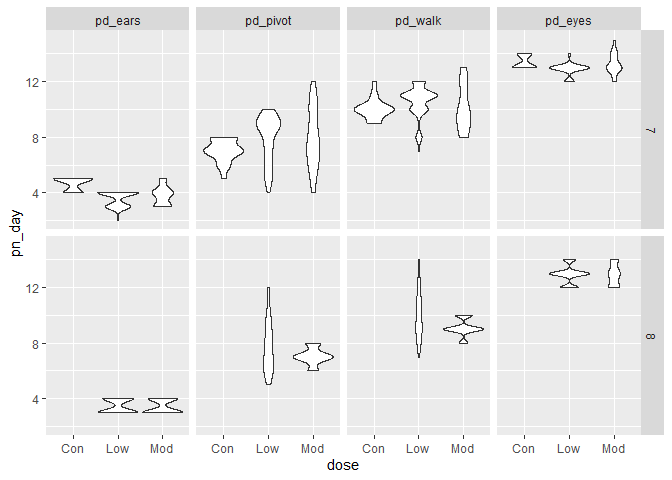 pd_ears pd_pivot pd_walk pd_eyes
12
8
4
7
pn_day
12
8
4
8
Con Low Mod Con Low Mod Con Low Mod Con Low Mod
dose